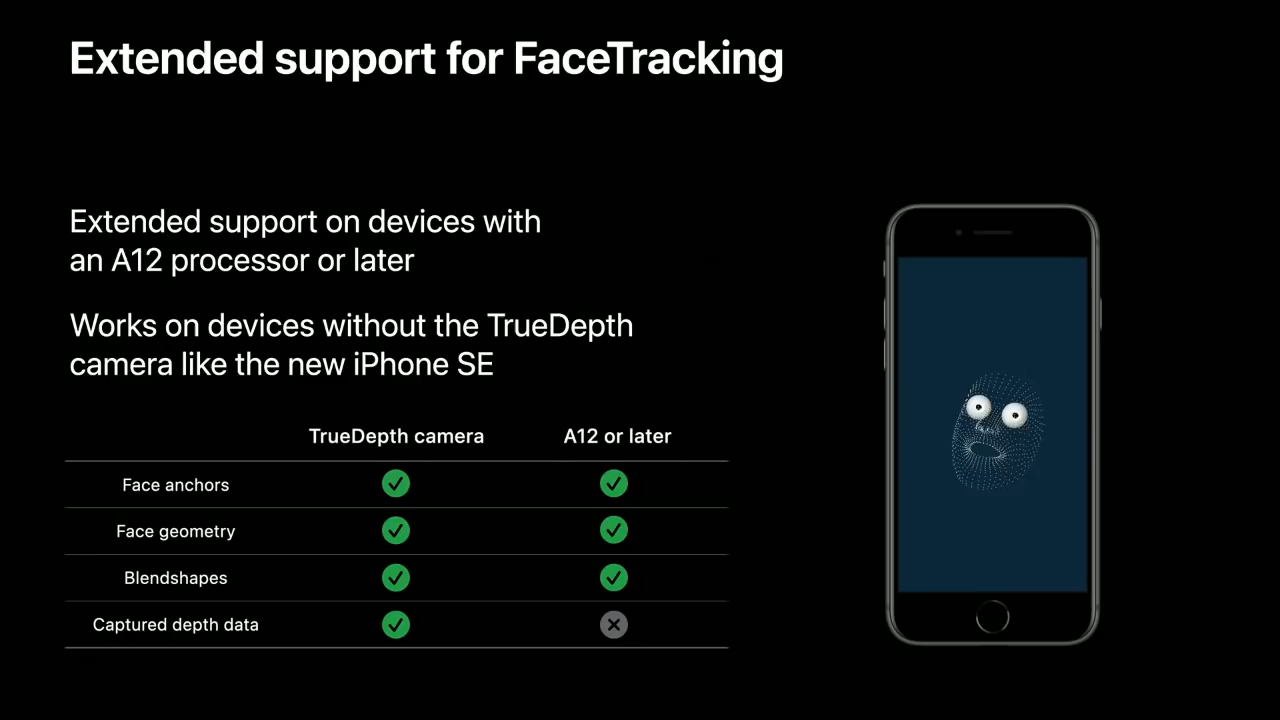 Extended support for FaceTracking
Extended support on devices with
an A12 processor or later
Works on devices without the TrueDepth
camera like the new iPhone SE
TrueDepth camera A12 or later
Face anchors
Face geometry
Blendshapes
Captured depth data